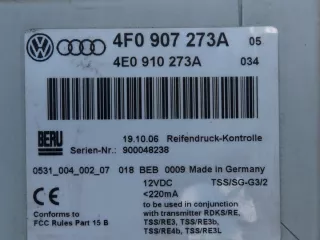 4F0 907 273A 05
4E0 910 273A 034
BERU
19.10.06 Reifendruck-Kontrolle
Serien-Nr.: 900048238
0531_004_002_07 018 BEB 0009 Made in Germany
12VDC TSS/SG-G3/2
<220mA
CE
to be used in conjunction
with transmitter RDKS/RE,
TSS/RE3, TSS/RE3b,
TSS/RE4b, TSS/RE3L
Conforms to
FCC Rules Part 15 B